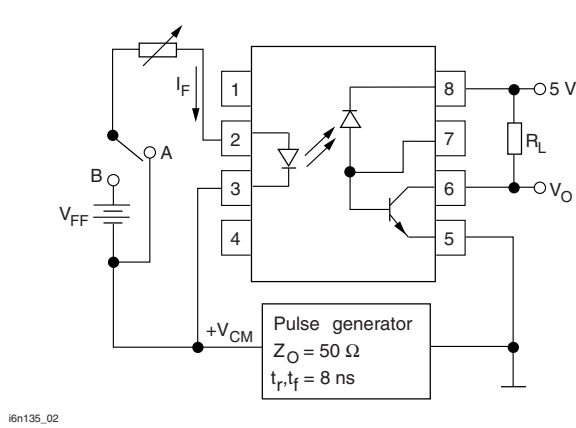 1
8
5 V
I_F
2
7
R_L
A
B
3
6
V_O
V_FF
4
5
+V_CM
Pulse generator
Z_O = 50 Ω
t_r,t_f = 8 ns
i6n135_02